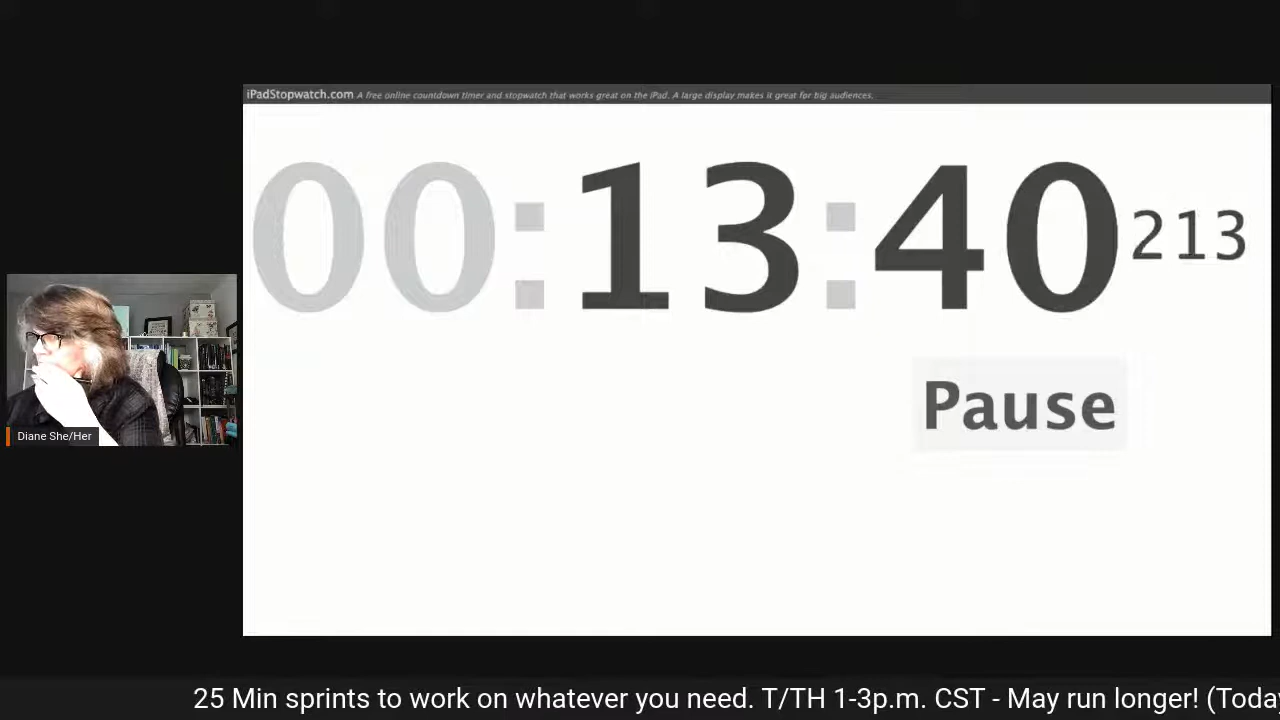 iPadStopwatch.com A free online countdown timer and stopwatch that works great on the iPad. A large display makes it great for big audiences.
00:13:40 213
Pause
Diane She/Her
25 Min sprints to work on whatever you need. T/TH 1-3p.m. CST - May run longer! (Today